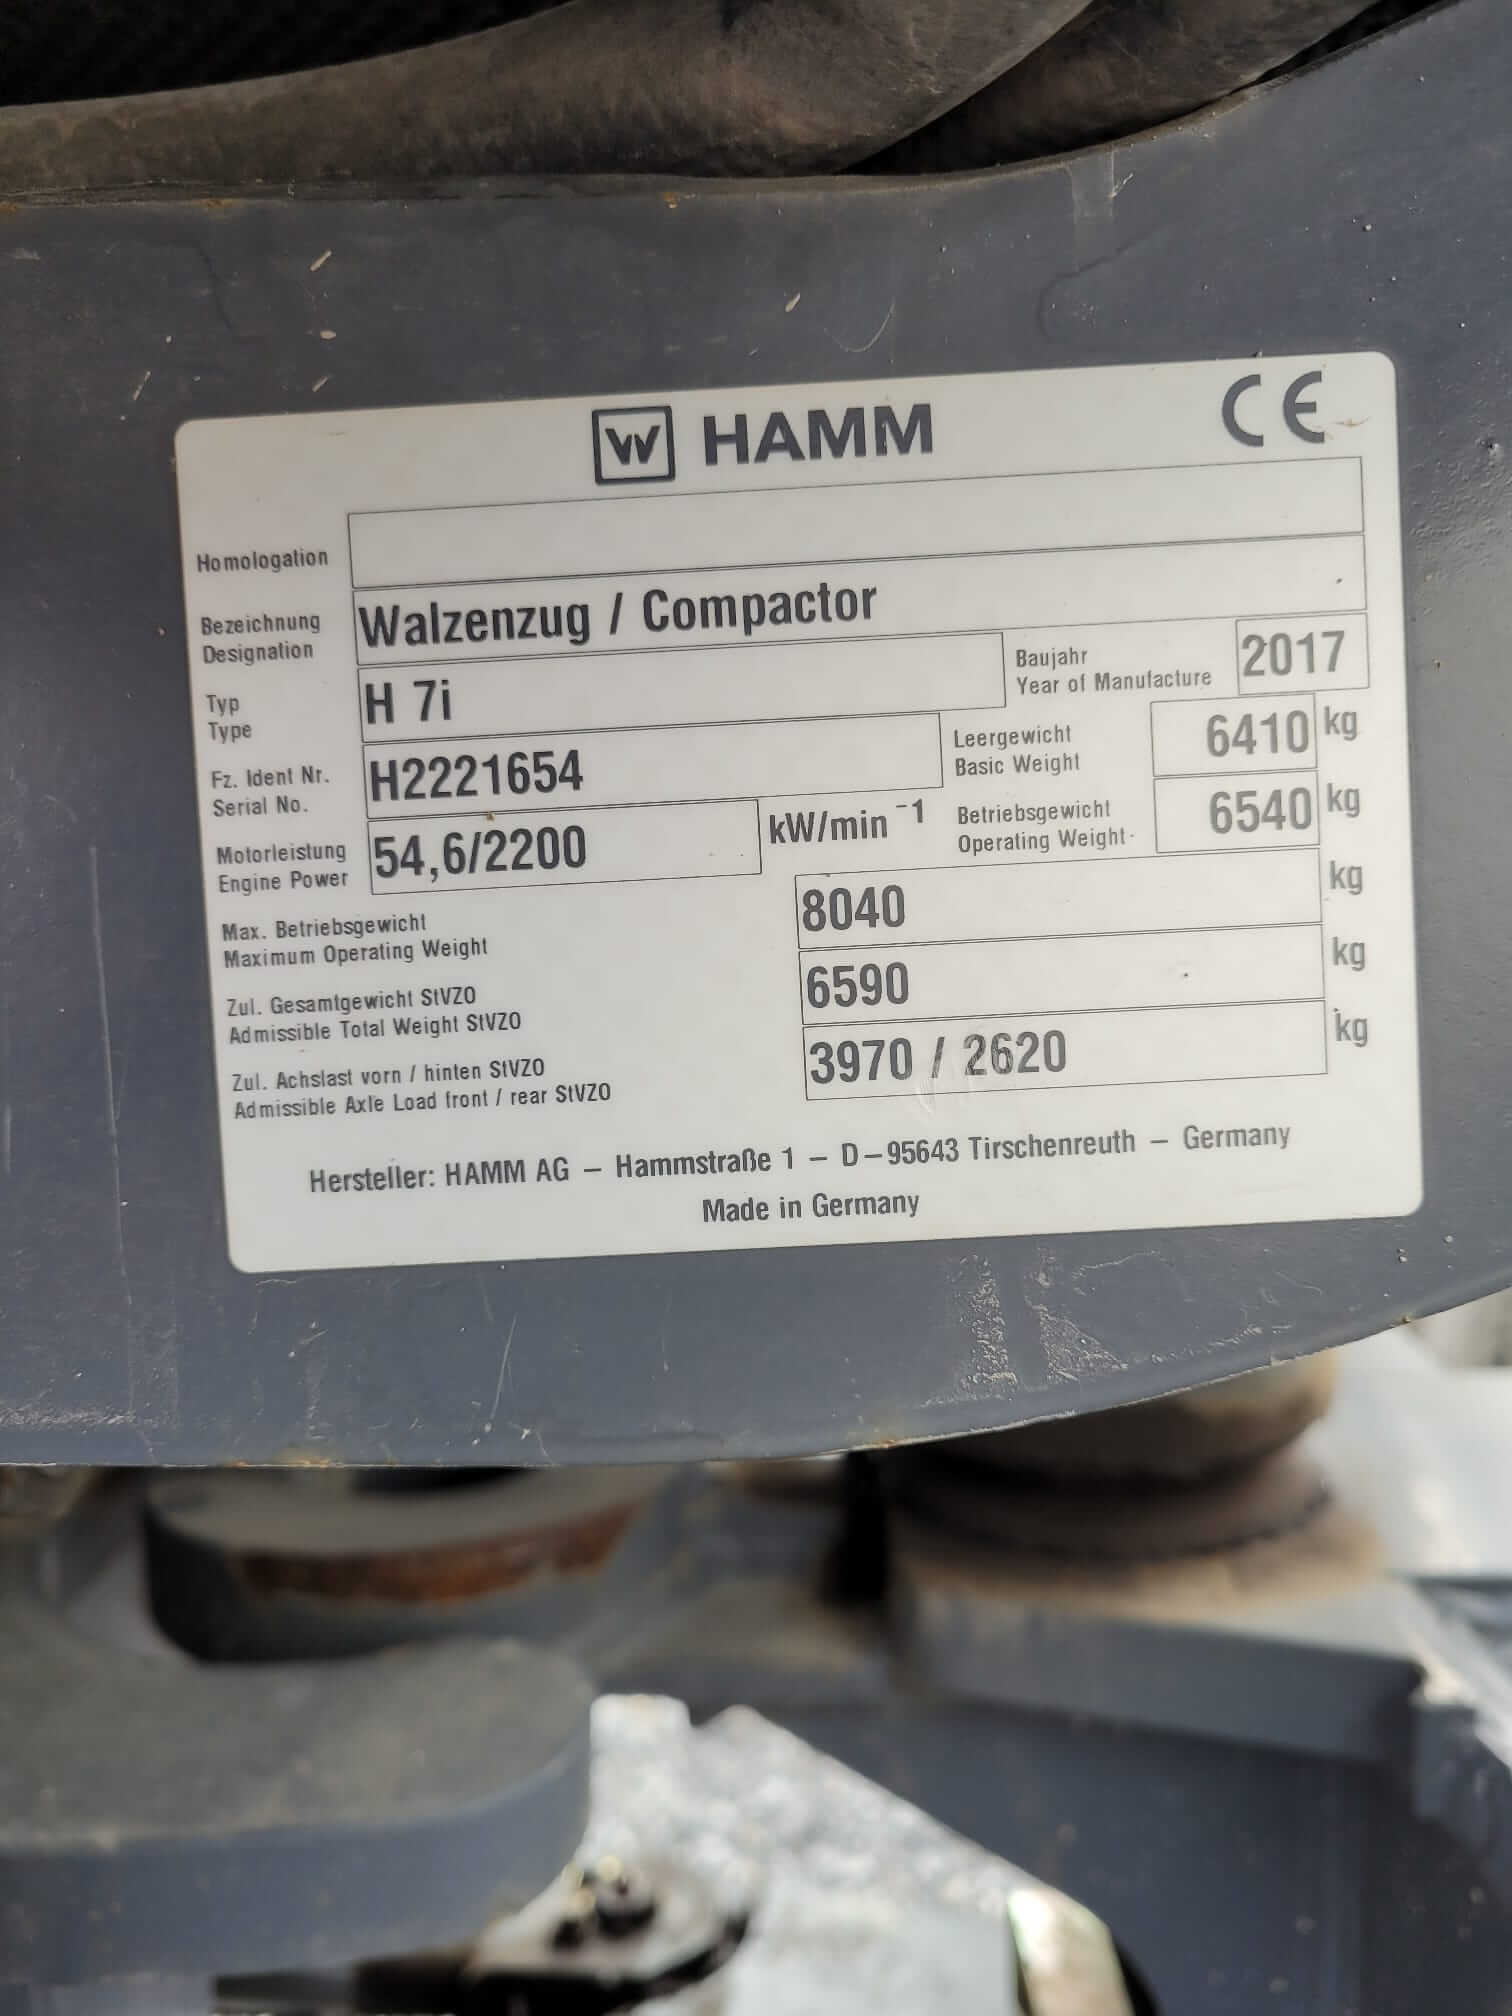 W HAMM CE
Homologation
Bezeichnung
Designation
Walzenzug / Compactor
Typ
Type
H 7i
Baujahr
Year of Manufacture
2017
Fz. Ident Nr.
Serial No.
H2221654
Leergewicht
Basic Weight
6410 kg
Motorleistung
Engine Power
54,6/2200 kW/min ⁻¹
Betriebsgewicht
Operating Weight
6540 kg
Max. Betriebsgewicht
Maximum Operating Weight
8040 kg
Zul. Gesamtgewicht StVZO
Admissible Total Weight StVZO
6590 kg
Zul. Achslast vorn / hinten StVZO
Admissible Axle Load front / rear StVZO
3970 / 2620 kg
Hersteller: HAMM AG – Hammstraße 1 – D–95643 Tirschenreuth – Germany
Made in Germany